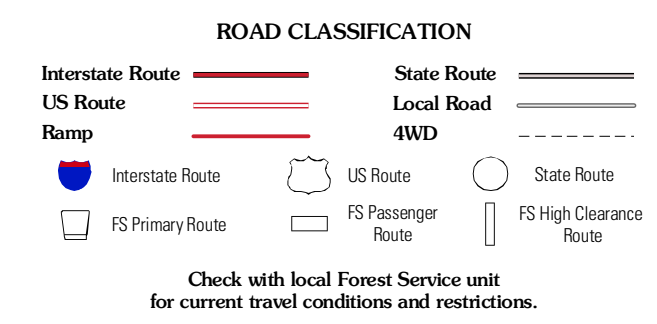 ROAD CLASSIFICATION
Interstate Route
State Route
US Route
Local Road
Ramp
4WD
Interstate Route
US Route
State Route
FS Primary Route
FS Passenger
Route
FS High Clearance
Route
Check with local Forest Service unit
for current travel conditions and restrictions.